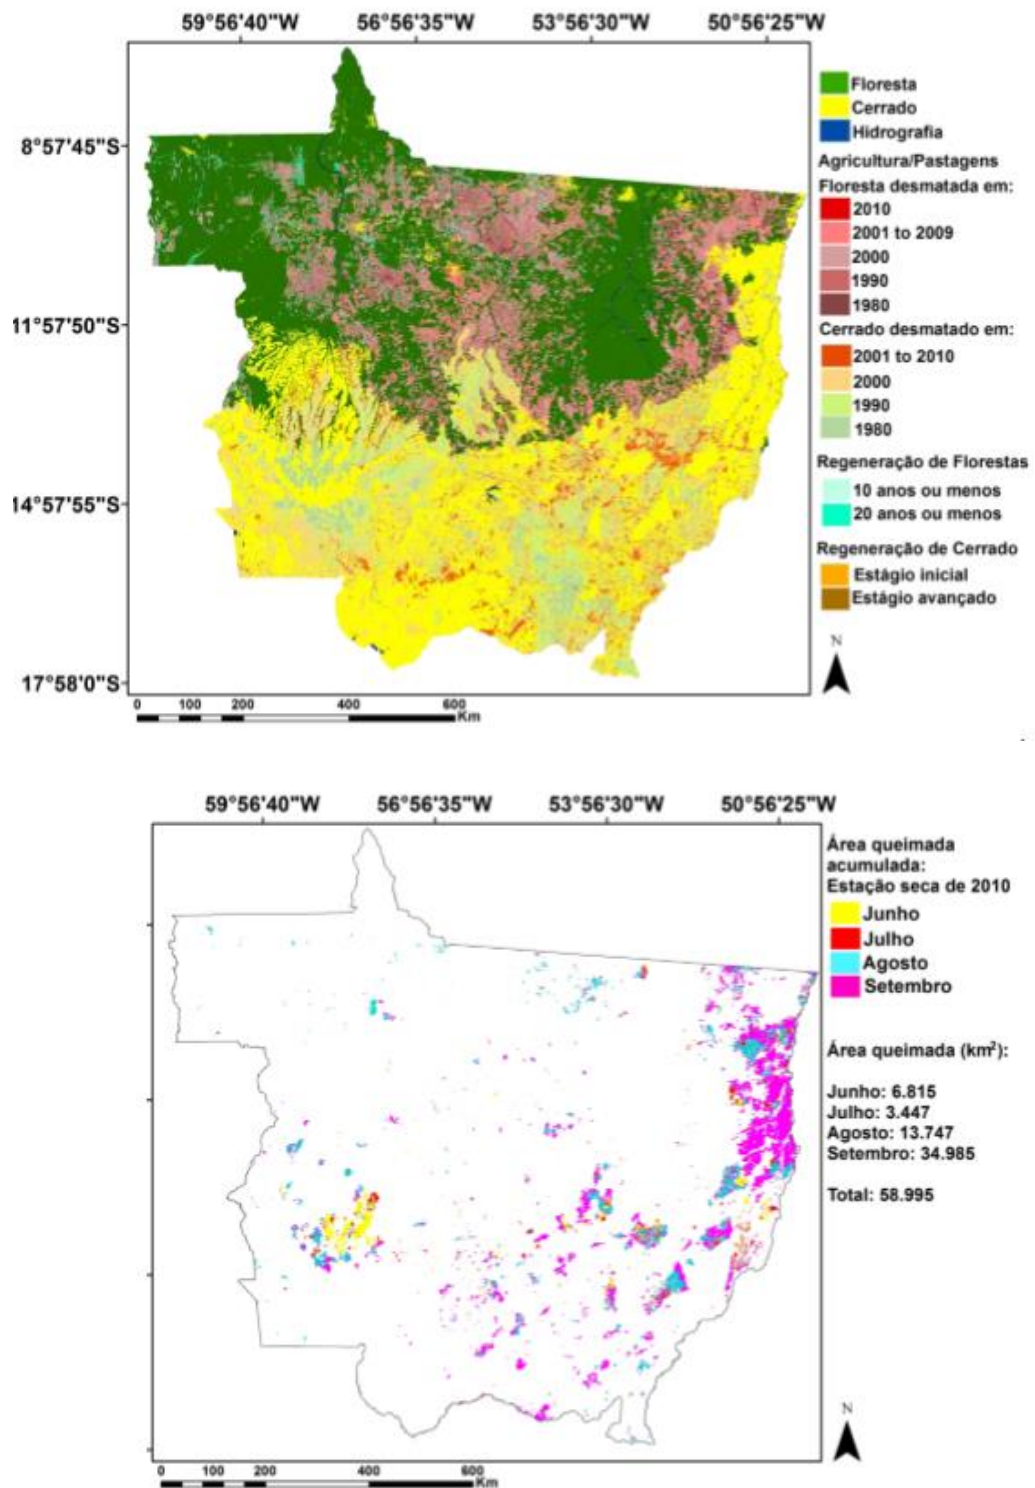 59°56'40"W 56°56'35"W 53°56'30"W 50°56'25"W
8°57'45"S
11°57'50"S
14°57'55"S
17°58'0"S
Floresta
Cerrado
Hidrografia
Agricultura/Pastagens
Floresta desmatada em:
2010
2001 to 2009
2000
1990
1980
Cerrado desmatado em:
2001 to 2010
2000
1990
1980
Regeneração de Florestas
10 anos ou menos
20 anos ou menos
Regeneração de Cerrado
Estágio inicial
Estágio avançado
N
0 100 200 400 600
Km
59°56'40"W 56°56'35"W 53°56'30"W 50°56'25"W
Área queimada
acumulada:
Estação seca de 2010
Junho
Julho
Agosto
Setembro
Área queimada (km²):
Junho: 6.815
Julho: 3.447
Agosto: 13.747
Setembro: 34.985
Total: 58.995
N
0 100 200 400 600
Km